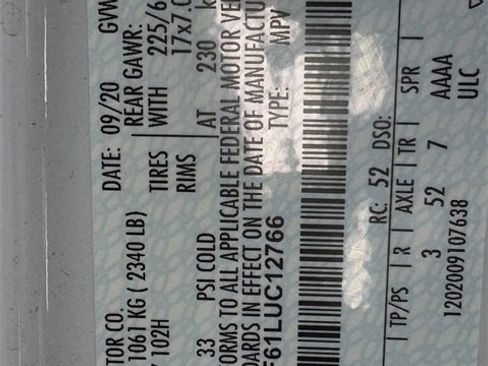 TOR CO. DATE: 09/20 GVW
1061 KG ( 2340 LB) REAR GAWR:
102H TIRES WITH 225/6
RIMS 17x7.0
33 PSI COLD AT 230
FORMS TO ALL APPLICABLE FEDERAL MOTOR VE
DARDS IN EFFECT ON THE DATE OF MANUFACTU
F61LUC12766 TYPE: MPV
RC: 52 DSO:
TP/PS R AXLE TR SPR
3 52 7 AAAA
1202009107638 ULC